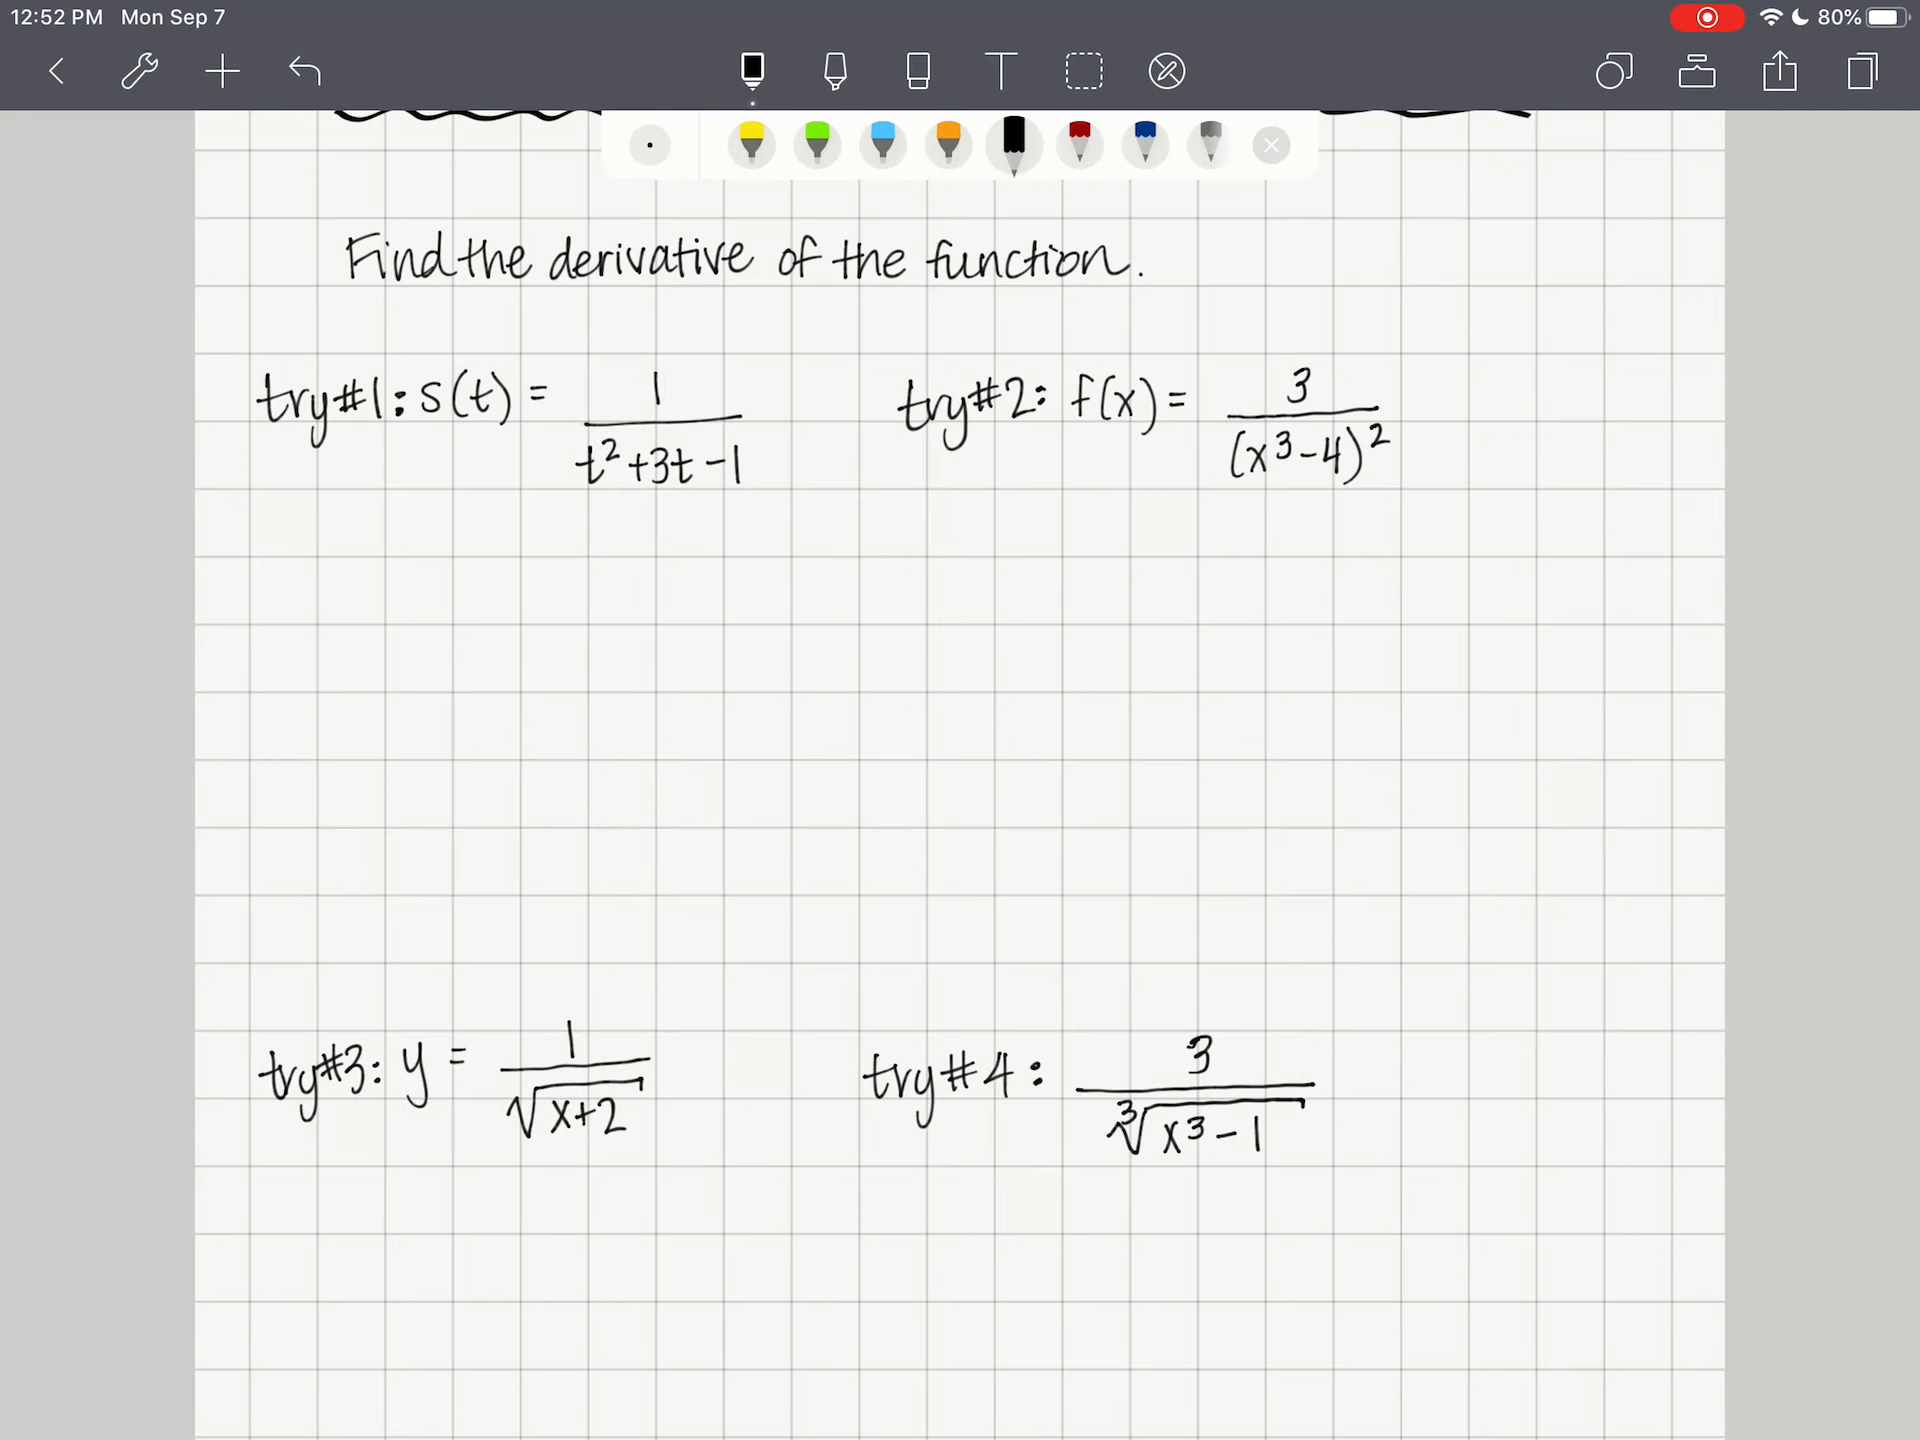 12:52 PM Mon Sep 7 80%
T
Find the derivative of the function.
try#1: s(t) = 1/(t²+3t-1)
try#2: f(x) = 3/(x³-4)²
try#3: y = 1/√(x+2)
try#4: 3/∛(x³-1)